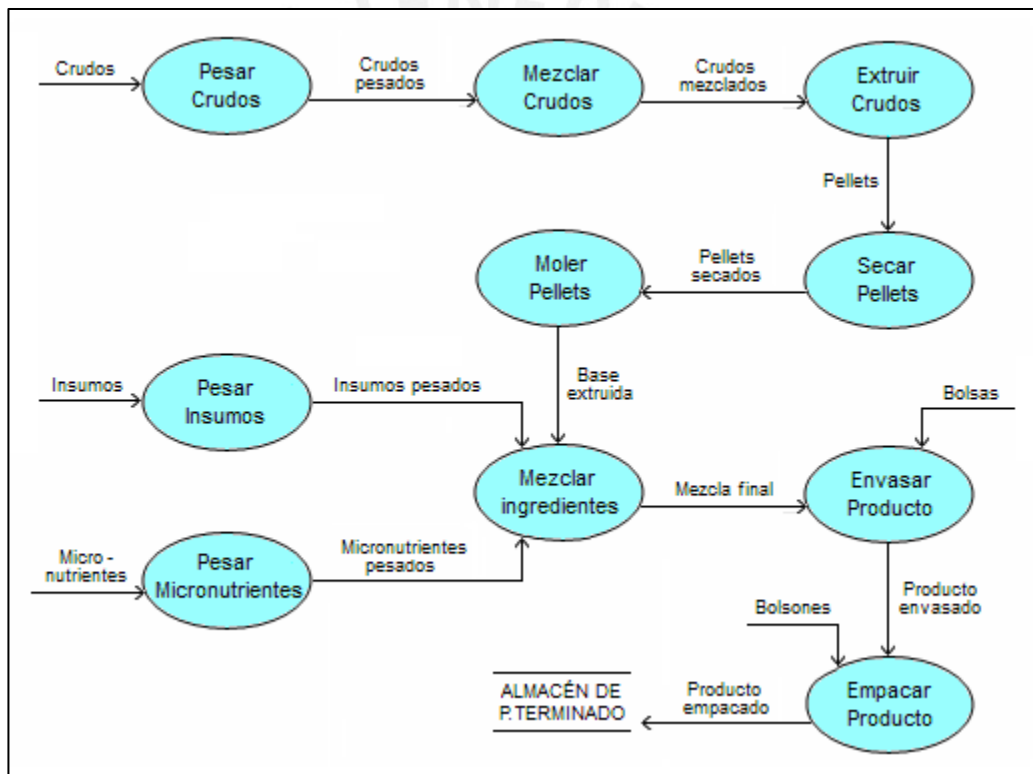 Crudos
Pesar
Crudos
Crudos
pesados
Mezclar
Crudos
Crudos
mezclados
Extruir
Crudos
Pellets
Moler
Pellets
Pellets
secados
Secar
Pellets
Insumos
Pesar
Insumos
Insumos pesados
Base
extruida
Bolsas
Mezclar
ingredientes
Mezcla final
Envasar
Producto
Micro -
nutrientes
Pesar
Micronutrientes
Micronutrientes
pesados
Producto
envasado
Bolsones
ALMACÉN DE
P.TERMINADO
Producto
empacado
Empacar
Producto